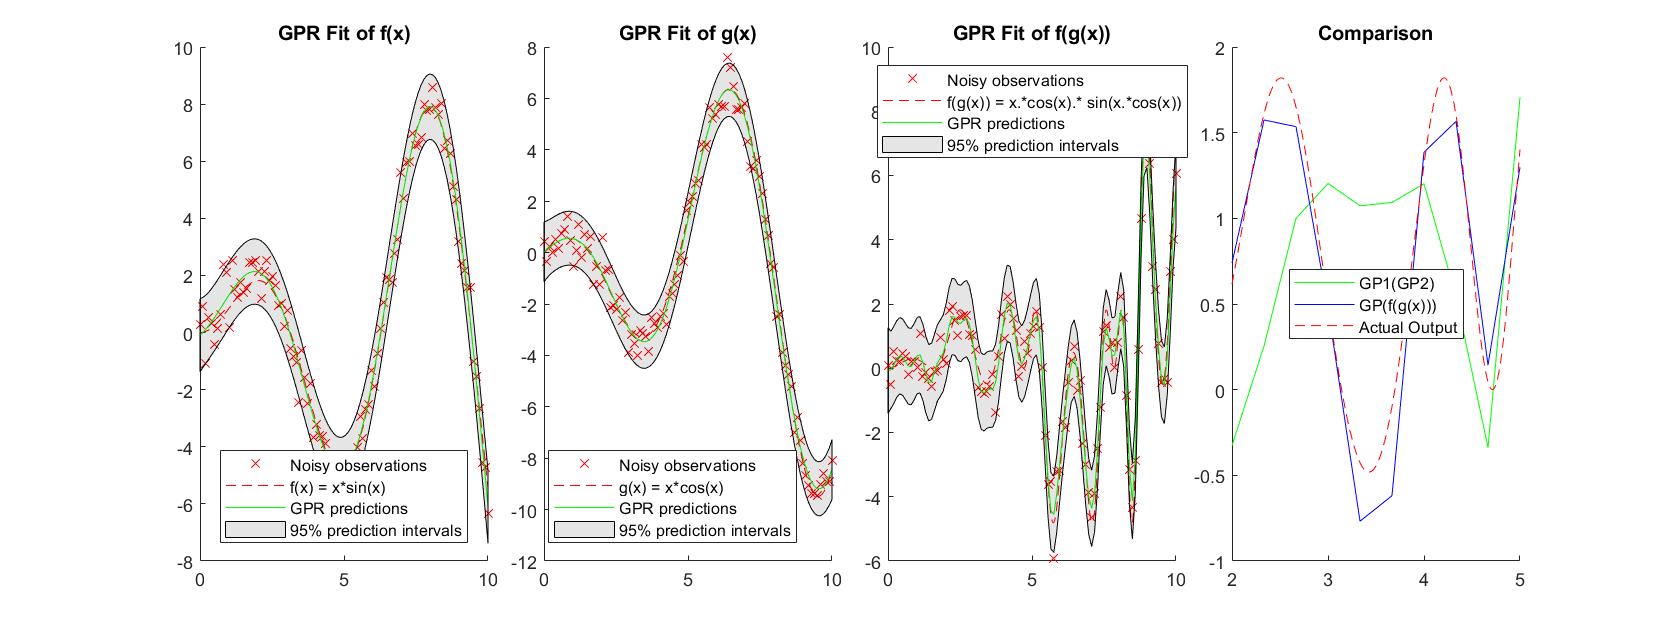 GPR Fit of f(x)
10
8
6
4
2
0
-2
-4
-6
-8
0
5
10
Noisy observations
f(x) = x*sin(x)
GPR predictions
95% prediction intervals
GPR Fit of g(x)
8
6
4
2
0
-2
-4
-6
-8
-10
-12
0
5
10
Noisy observations
g(x) = x*cos(x)
GPR predictions
95% prediction intervals
GPR Fit of f(g(x))
10
8
6
4
2
0
-2
-4
-6
0
5
10
Noisy observations
f(g(x)) = x.*cos(x).* sin(x.*cos(x))
GPR predictions
95% prediction intervals
Comparison
2
1.5
1
0.5
0
-0.5
-1
2
3
4
5
GP1(GP2)
GP(f(g(x)))
Actual Output